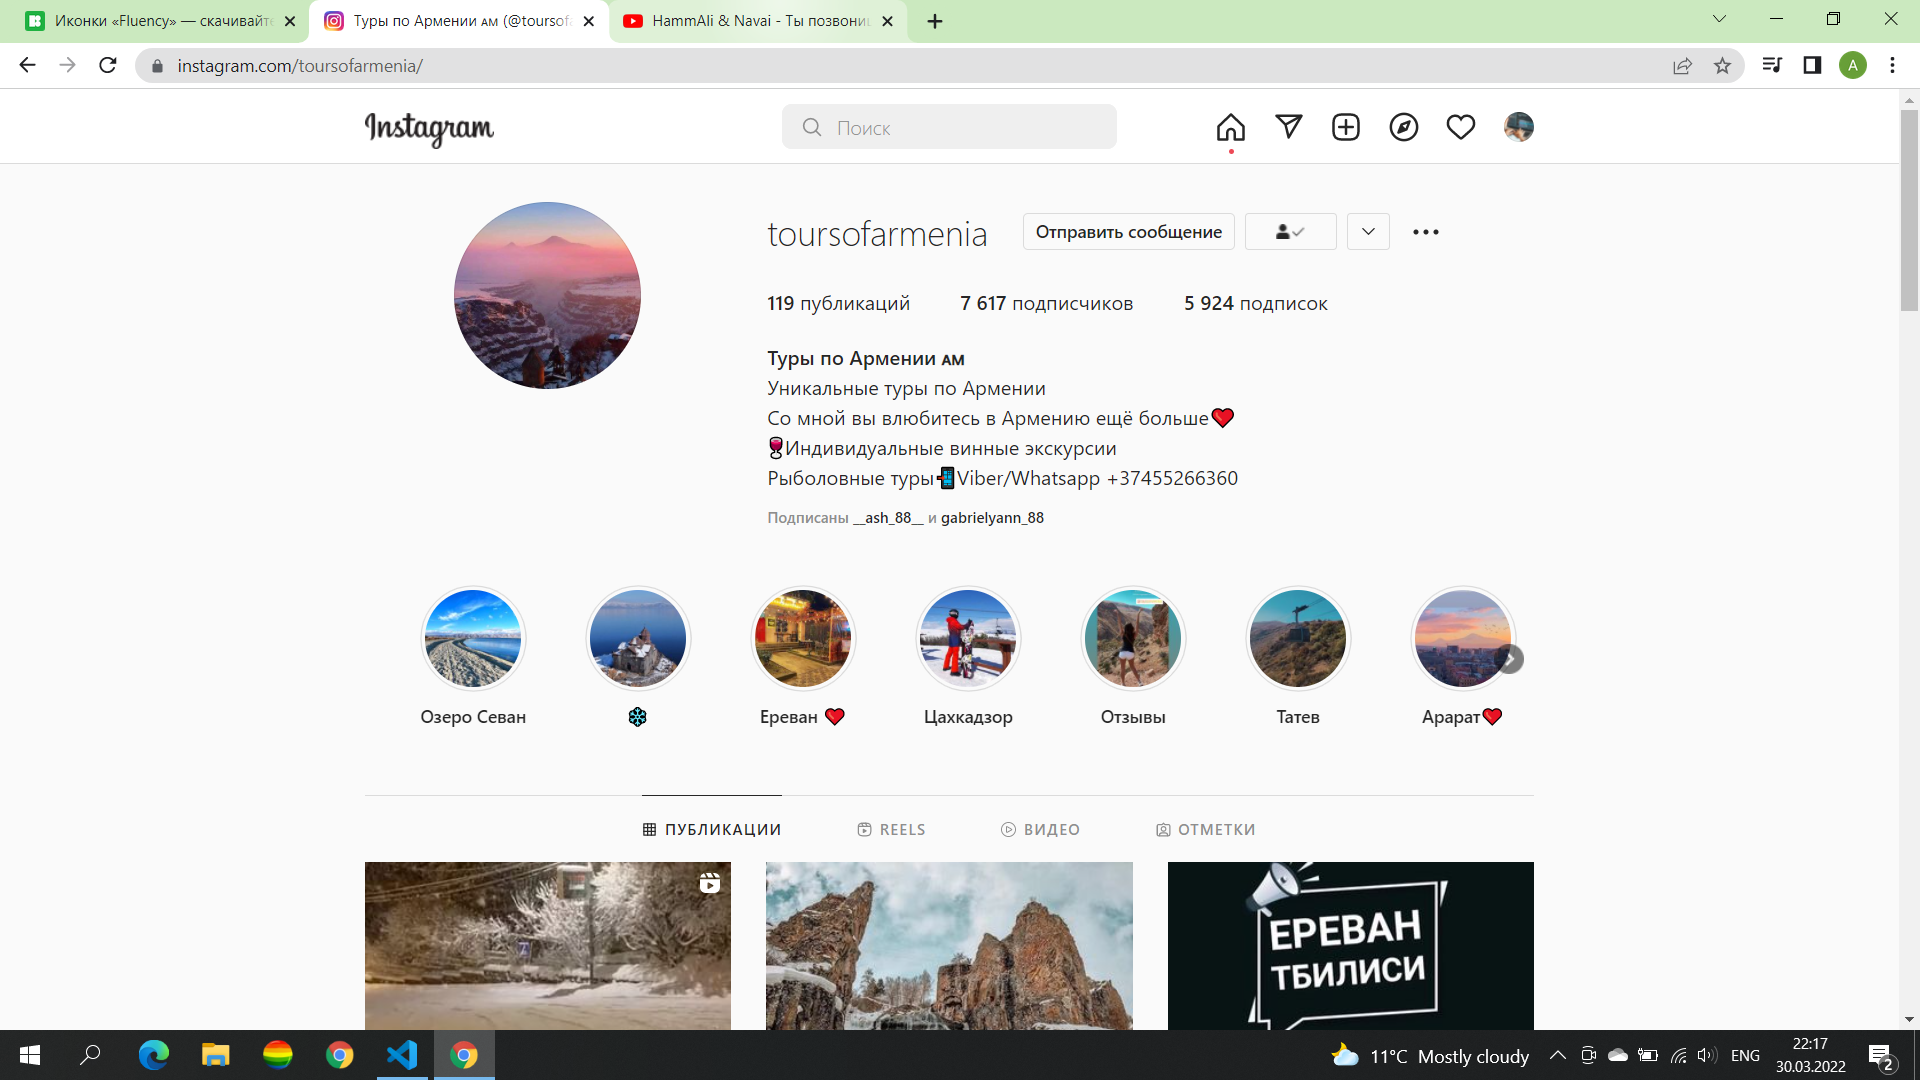 Иконки «Fluency» — скачивайте
Туры по Армении ам (@toursofa
HammAli & Navai - Ты позвони
instagram.com/toursofarmenia/
A
Instagram
Поиск
toursofarmenia
Отправить сообщение
119 публикаций
7 617 подписчиков
5 924 подписок
Туры по Армении ам
Уникальные туры по Армении
Со мной вы влюбитесь в Армению ещё больше❤
🍷Индивидуальные винные экскурсии
Рыболовные туры📲Viber/Whatsapp +37455266360
Подписаны __ash_88__ и gabrielyann_88
Озеро Севан
❄
Ереван ❤
Цахкадзор
Отзывы
Татев
Арарат❤
ПУБЛИКАЦИИ
REELS
ВИДЕО
ОТМЕТКИ
ЕРЕВАН
ТБИЛИСИ
11°C Mostly cloudy
ENG
22:17
30.03.2022
2